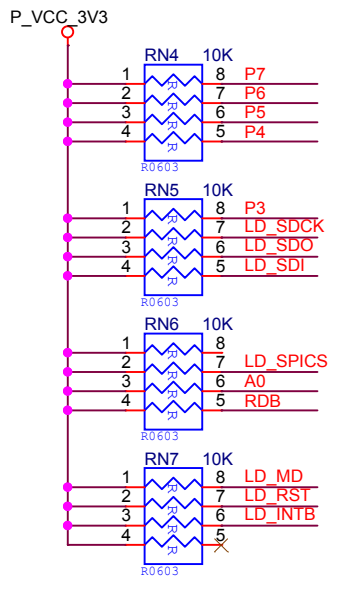 P_VCC_3V3
RN4 10K
1 R 8 P7
2 R 7 P6
3 R 6 P5
4 R 5 P4
R0603
RN5 10K
1 R 8 P3
2 R 7 LD_SDCK
3 R 6 LD_SDO
4 R 5 LD_SDI
R0603
RN6 10K
1 R 8
2 R 7 LD_SPICS
3 R 6 A0
4 R 5 RDB
R0603
RN7 10K
1 R 8 LD_MD
2 R 7 LD_RST
3 R 6 LD_INTB
4 R 5
R0603